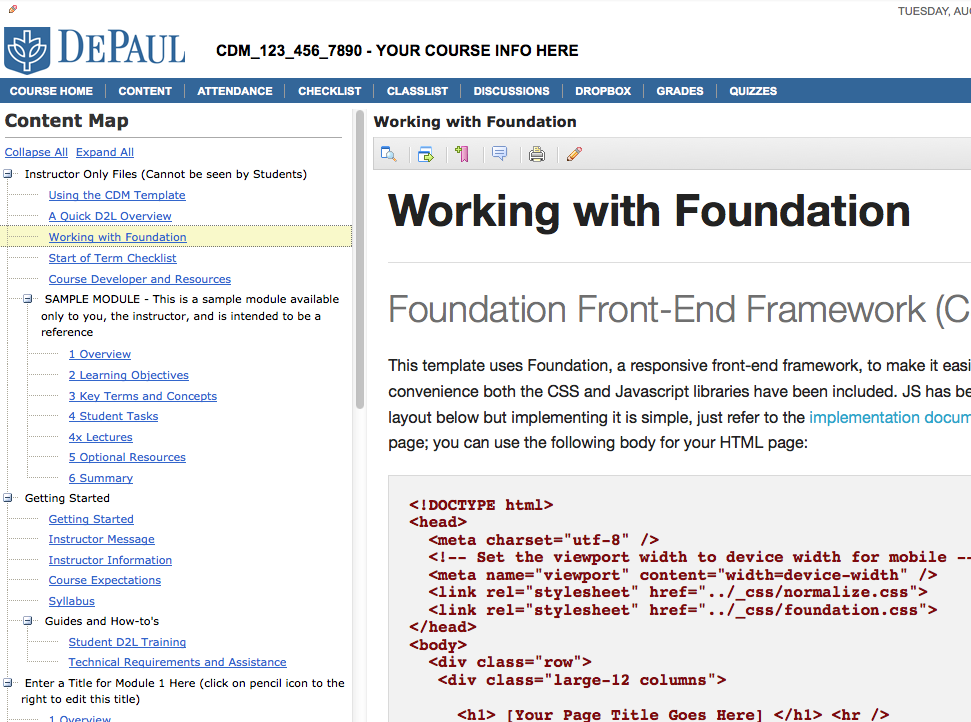 TUESDAY, AU
DEPAUL
CDM_123_456_7890 - YOUR COURSE INFO HERE
COURSE HOME
CONTENT
ATTENDANCE
CHECKLIST
CLASSLIST
DISCUSSIONS
DROPBOX
GRADES
QUIZZES
Content Map
Collapse All Expand All
Instructor Only Files (Cannot be seen by Students)
Using the CDM Template
A Quick D2L Overview
Working with Foundation
Start of Term Checklist
Course Developer and Resources
SAMPLE MODULE - This is a sample module available
only to you, the instructor, and is intended to be a
reference
1 Overview
2 Learning Objectives
3 Key Terms and Concepts
4 Student Tasks
4x Lectures
5 Optional Resources
6 Summary
Getting Started
Getting Started
Instructor Message
Instructor Information
Course Expectations
Syllabus
Guides and How-to's
Student D2L Training
Technical Requirements and Assistance
Enter a Title for Module 1 Here (click on pencil icon to the
right to edit this title)
1 Overview
Working with Foundation
Working with Foundation
Foundation Front-End Framework (C
This template uses Foundation, a responsive front-end framework, to make it easi
convenience both the CSS and Javascript libraries have been included. JS has be
layout below but implementing it is simple, just refer to the implementation docum
page; you can use the following body for your HTML page:
<!DOCTYPE html>
<head>
<meta charset="utf-8" />
<!-- Set the viewport width to device width for mobile --
<meta name="viewport" content="width=device-width" />
<link rel="stylesheet" href="../_css/normalize.css">
<link rel="stylesheet" href="../_css/foundation.css">
</head>
<body>
<div class="row">
<div class="large-12 columns">
<h1> [Your Page Title Goes Here] </h1> <hr />